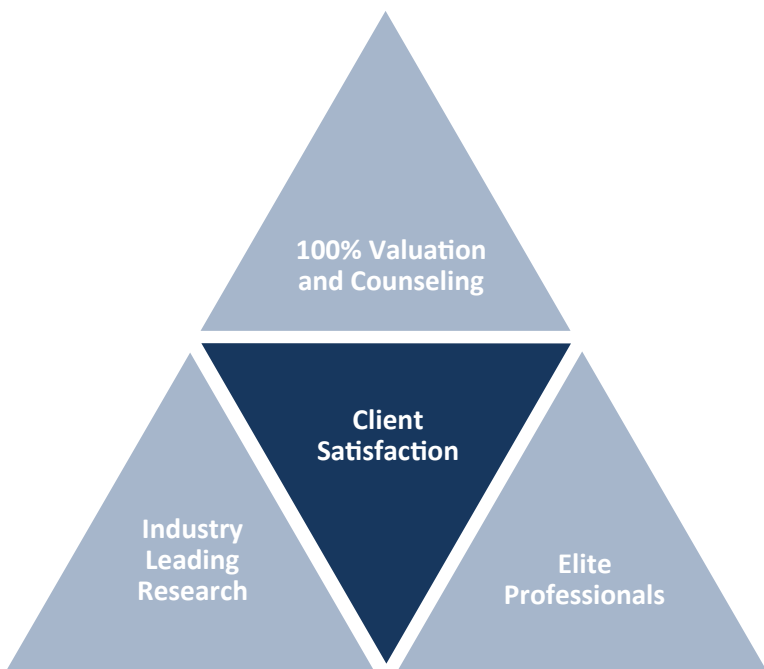 100% Valuation
and Counseling
Client
Satisfaction
Industry
Leading
Research
Elite
Professionals